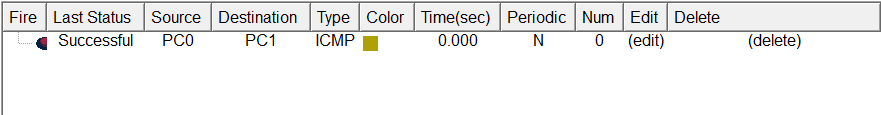 Fire Last Status Source Destination Type Color Time(sec) Periodic Num Edit Delete
Successful PC0 PC1 ICMP 0.000 N 0 (edit) (delete)